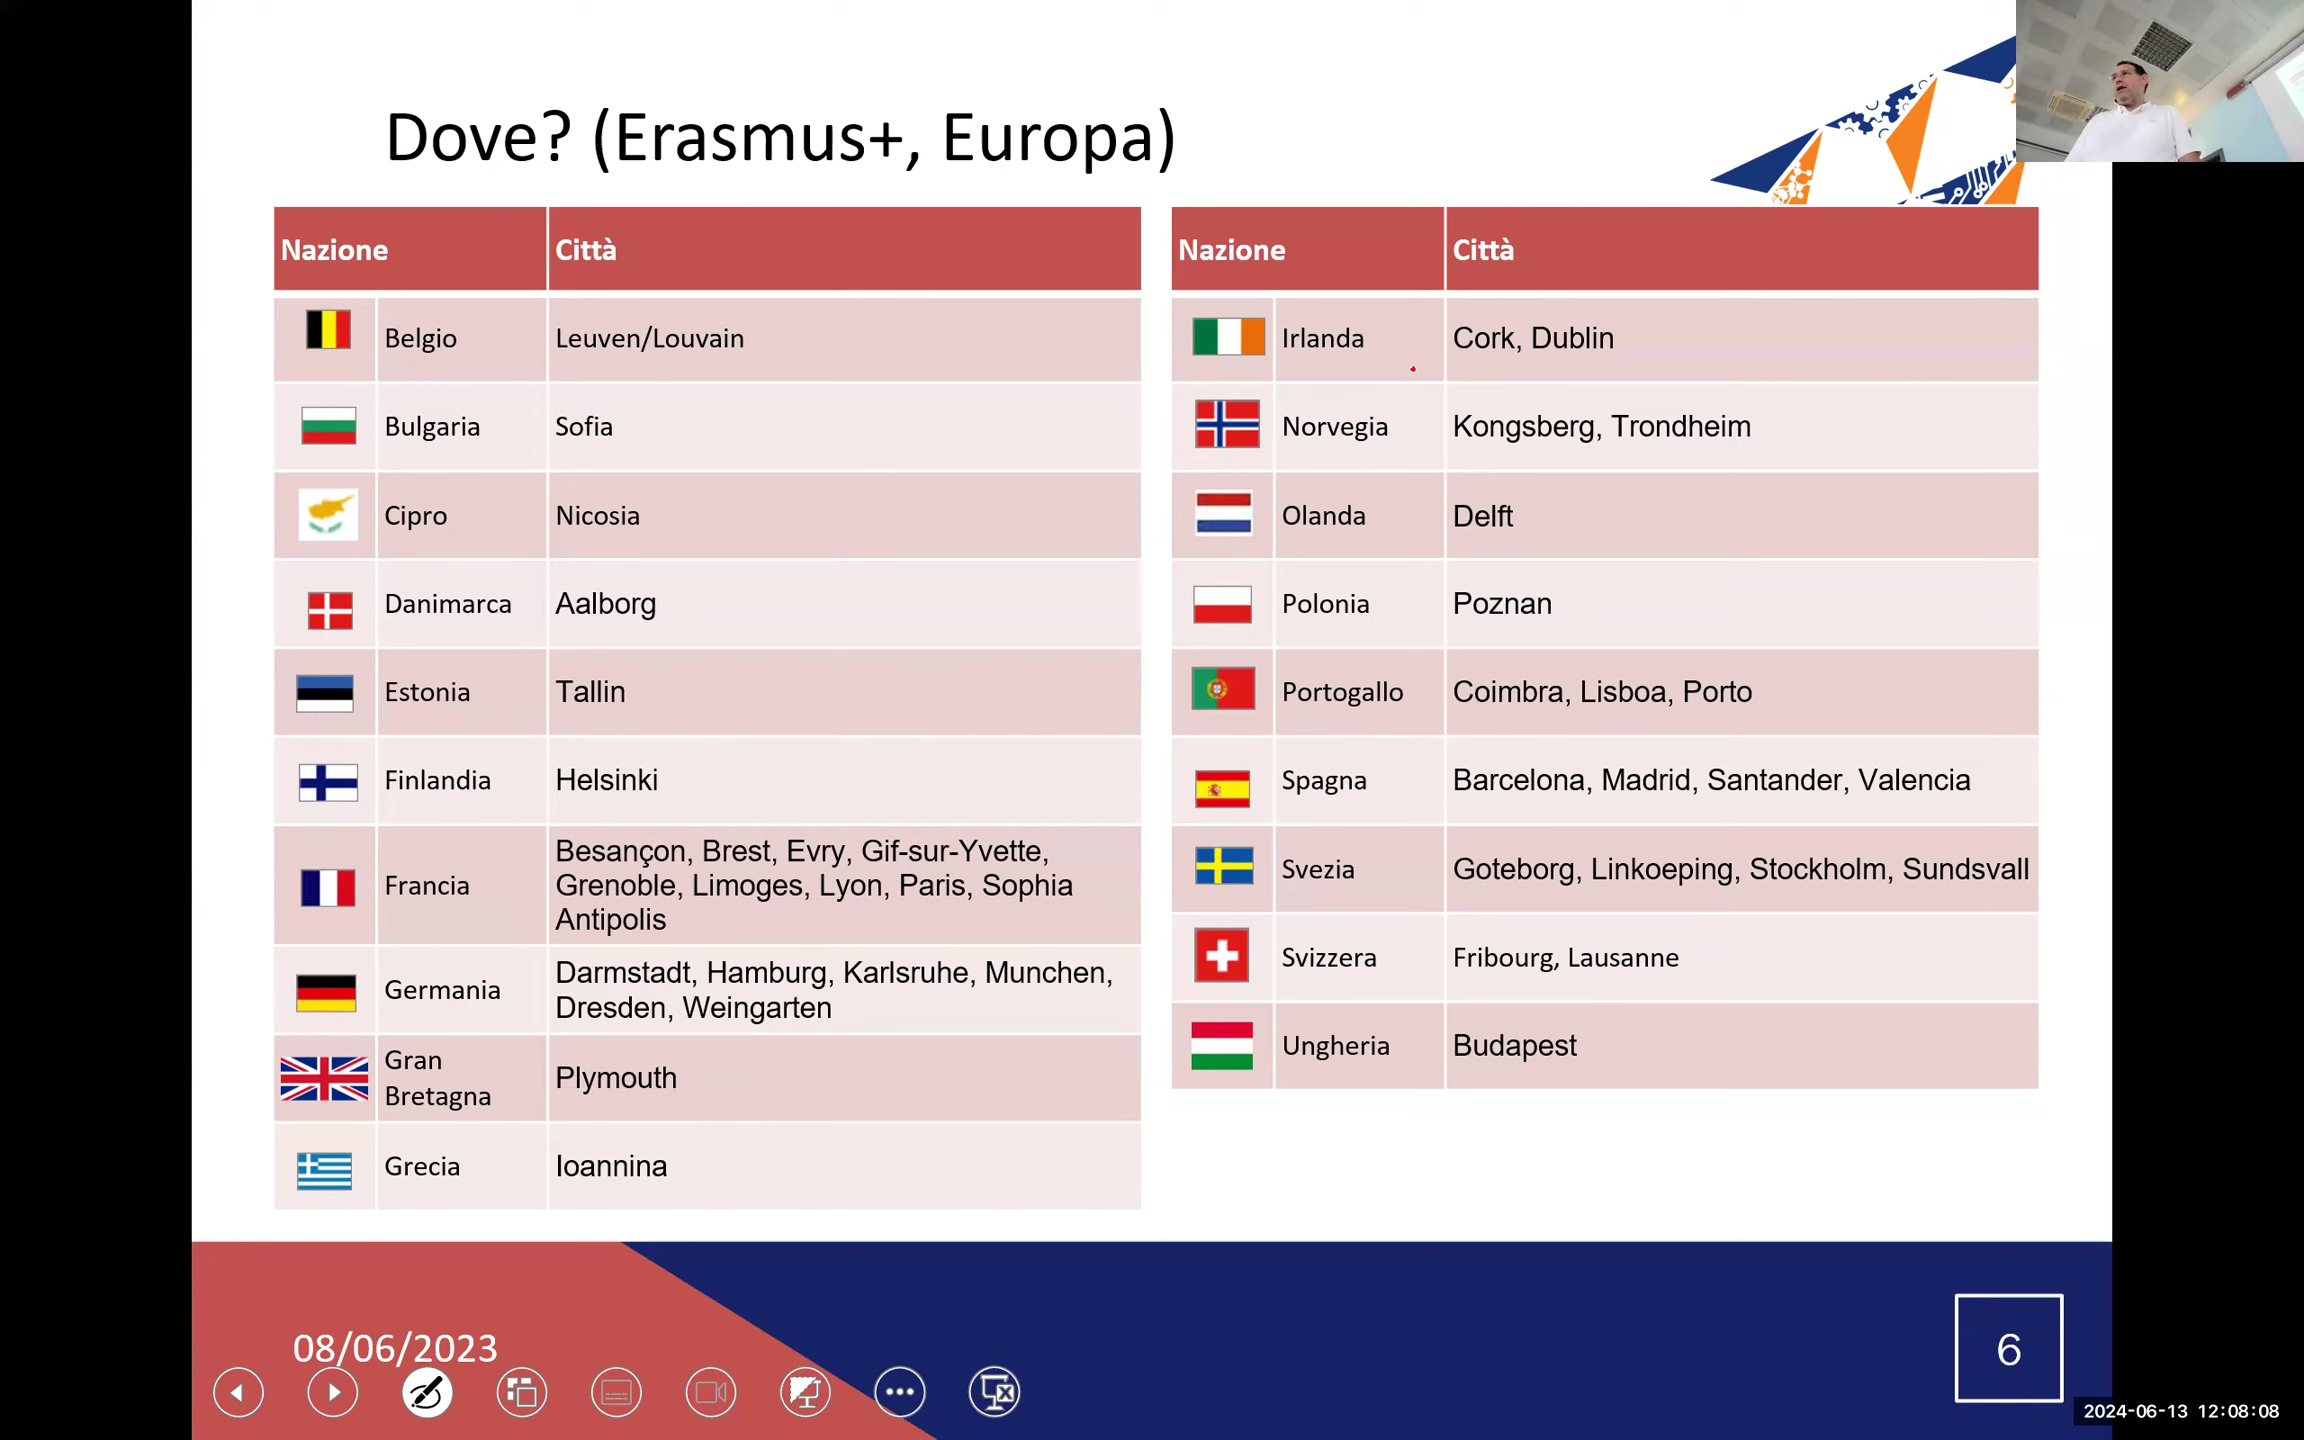 Dove? (Erasmus+, Europa)
Nazione Città
Belgio Leuven/Louvain
Bulgaria Sofia
Cipro Nicosia
Danimarca Aalborg
Estonia Tallin
Finlandia Helsinki
Francia Besançon, Brest, Evry, Gif-sur-Yvette,
Grenoble, Limoges, Lyon, Paris, Sophia
Antipolis
Germania Darmstadt, Hamburg, Karlsruhe, Munchen,
Dresden, Weingarten
Gran
Bretagna Plymouth
Grecia Ioannina
Nazione Città
Irlanda Cork, Dublin
Norvegia Kongsberg, Trondheim
Olanda Delft
Polonia Poznan
Portogallo Coimbra, Lisboa, Porto
Spagna Barcelona, Madrid, Santander, Valencia
Svezia Goteborg, Linkoeping, Stockholm, Sundsvall
Svizzera Fribourg, Lausanne
Ungheria Budapest
08/06/2023
6
2024-06-13 12:08:08